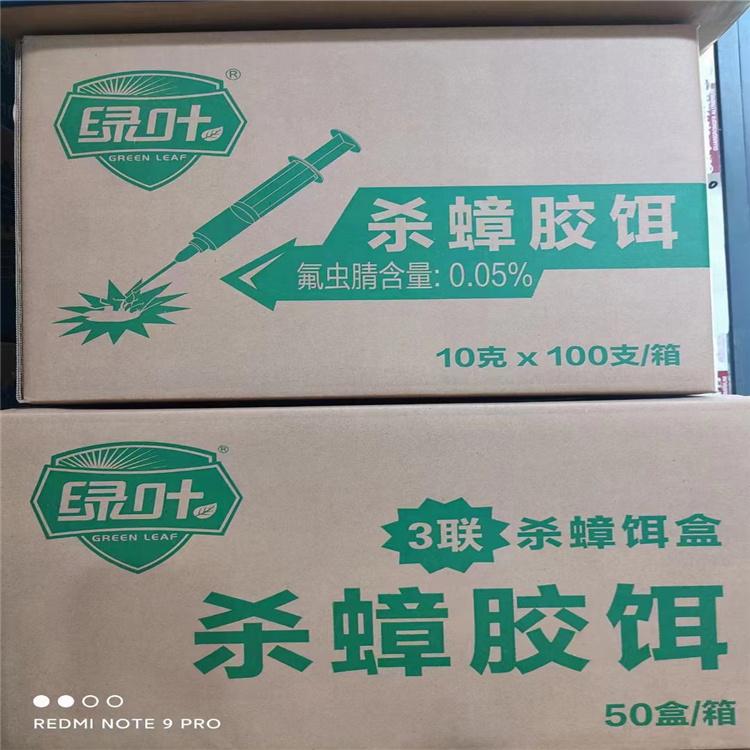 绿叶®
GREEN LEAF
杀蟑胶饵
氟虫腈含量: 0.05%
10克 x 100支/箱
绿叶®
GREEN LEAF
3联 杀蟑饵盒
杀蟑胶饵
50盒/箱
REDMI NOTE 9 PRO